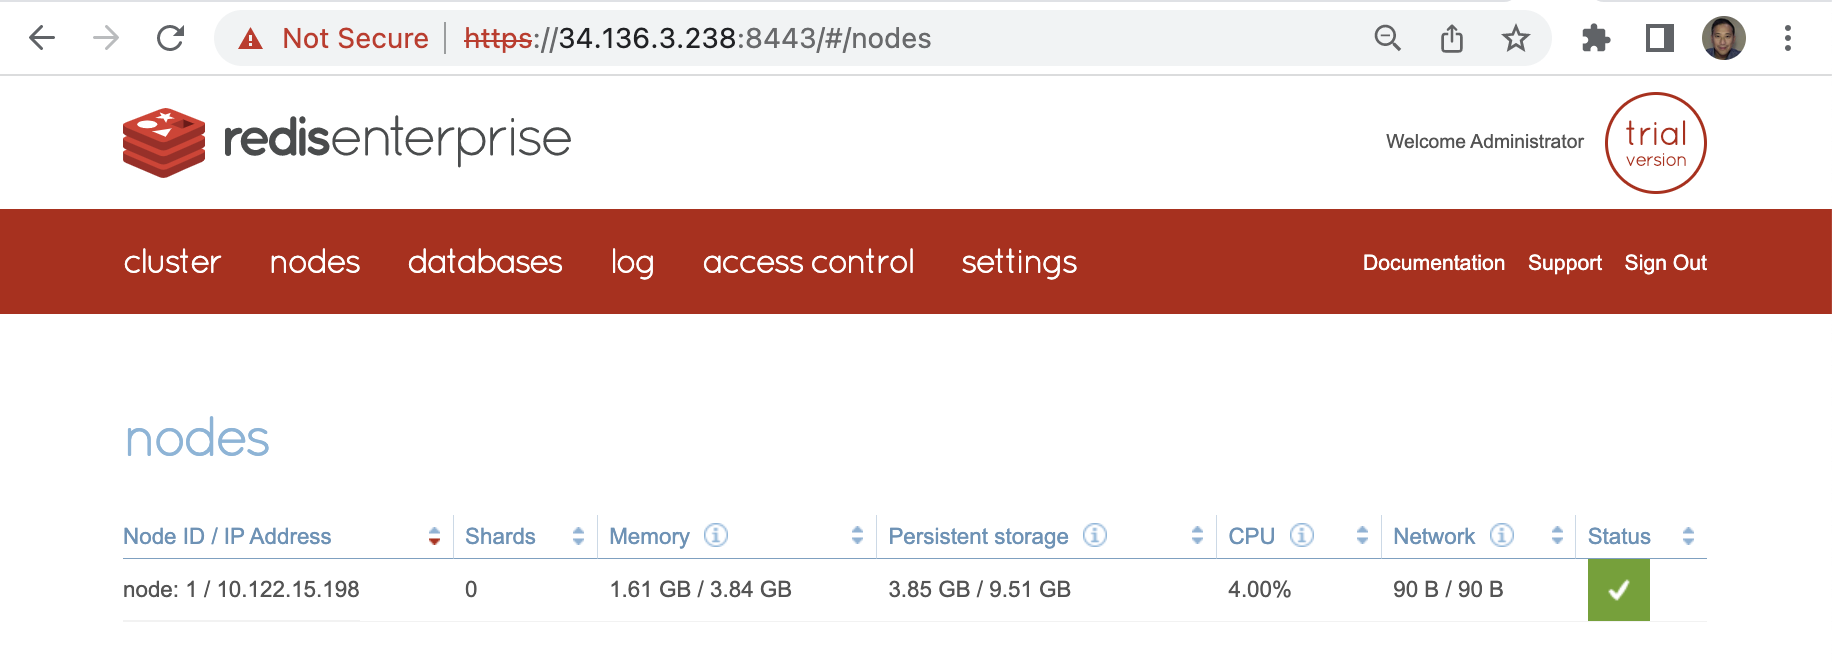 Not Secure https://34.136.3.238:8443/#/nodes
redisenterprise
Welcome Administrator
trial
version
cluster nodes databases log access control settings Documentation Support Sign Out
nodes
Node ID / IP Address Shards Memory Persistent storage CPU Network Status
node: 1 / 10.122.15.198 0 1.61 GB / 3.84 GB 3.85 GB / 9.51 GB 4.00% 90 B / 90 B